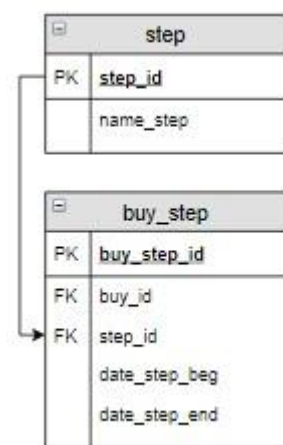 step
PK step_id
name_step
buy_step
PK buy_step_id
FK buy_id
FK step_id
date_step_beg
date_step_end